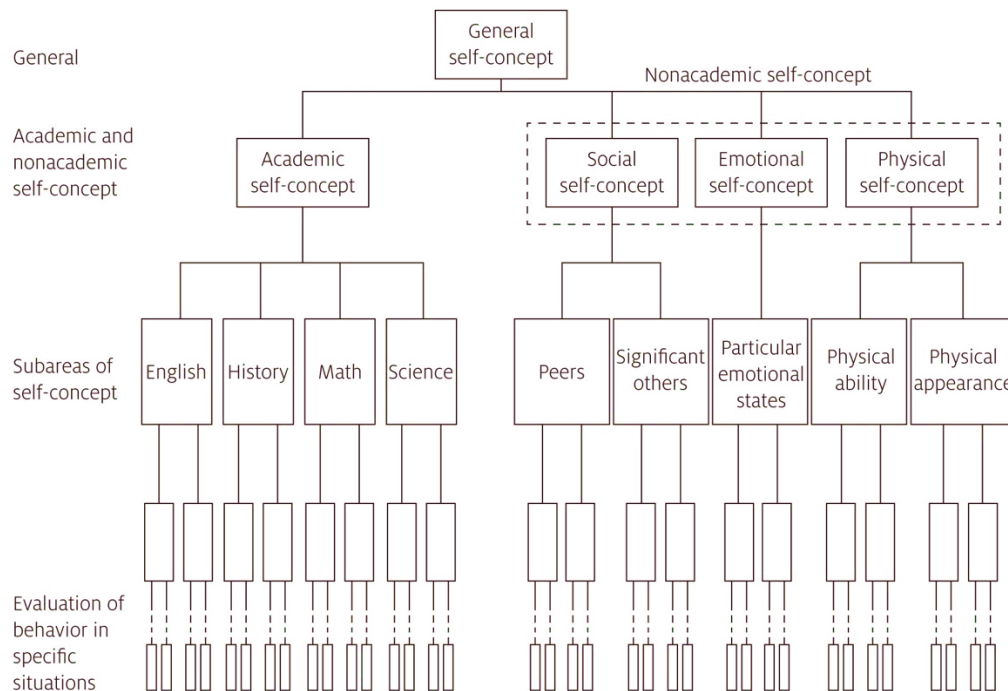 General
self-concept
General
Nonacademic self-concept
Academic and
nonacademic
self-concept
Academic
self-concept
Social
self-concept
Emotional
self-concept
Physical
self-concept
Subareas of
self-concept
English
History
Math
Science
Peers
Significant
others
Particular
emotional
states
Physical
ability
Physical
appearance
Evaluation of
behavior in
specific
situations